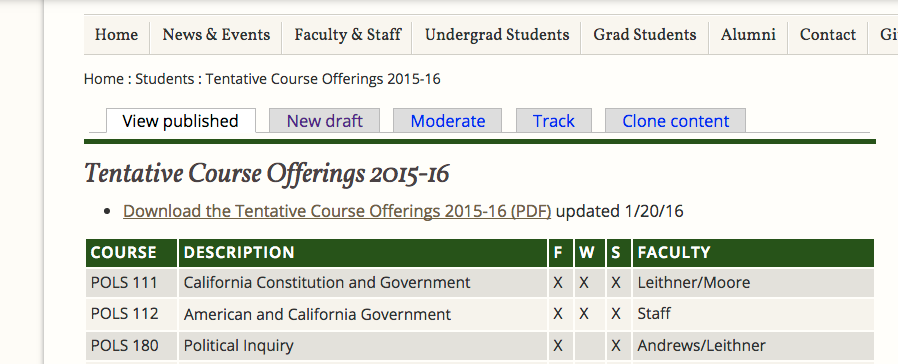 Home News & Events Faculty & Staff Undergrad Students Grad Students Alumni Contact
Home : Students : Tentative Course Offerings 2015-16
View published New draft Moderate Track Clone content
Tentative Course Offerings 2015-16
• Download the Tentative Course Offerings 2015-16 (PDF) updated 1/20/16
COURSE DESCRIPTION F W S FACULTY
POLS 111 California Constitution and Government X X X Leithner/Moore
POLS 112 American and California Government X X X Staff
POLS 180 Political Inquiry X X Andrews/Leithner